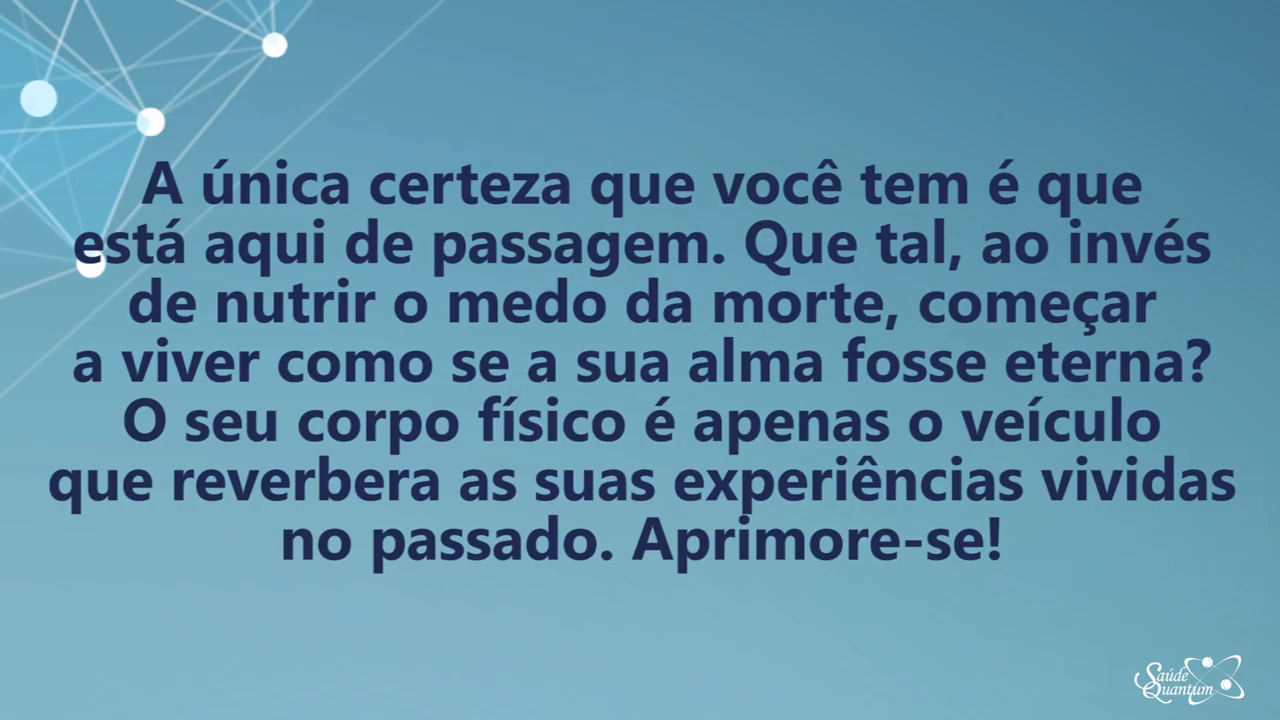 A única certeza que você tem é que
está aqui de passagem. Que tal, ao invés
de nutrir o medo da morte, começar
a viver como se a sua alma fosse eterna?
O seu corpo físico é apenas o veículo
que reverbera as suas experiências vividas
no passado. Aprimore-se!
Saúde
Quantum